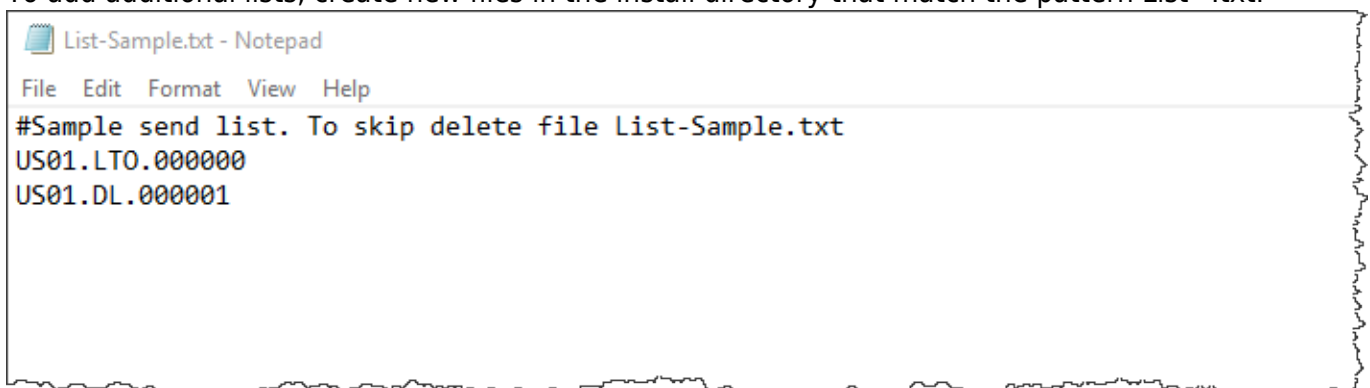 To add additional lists, create new files in the install directory that match the pattern: List-*.txt.
List-Sample.txt - Notepad
File Edit Format View Help
#Sample send list. To skip delete file List-Sample.txt
US01.LTO.000000
US01.DL.000001